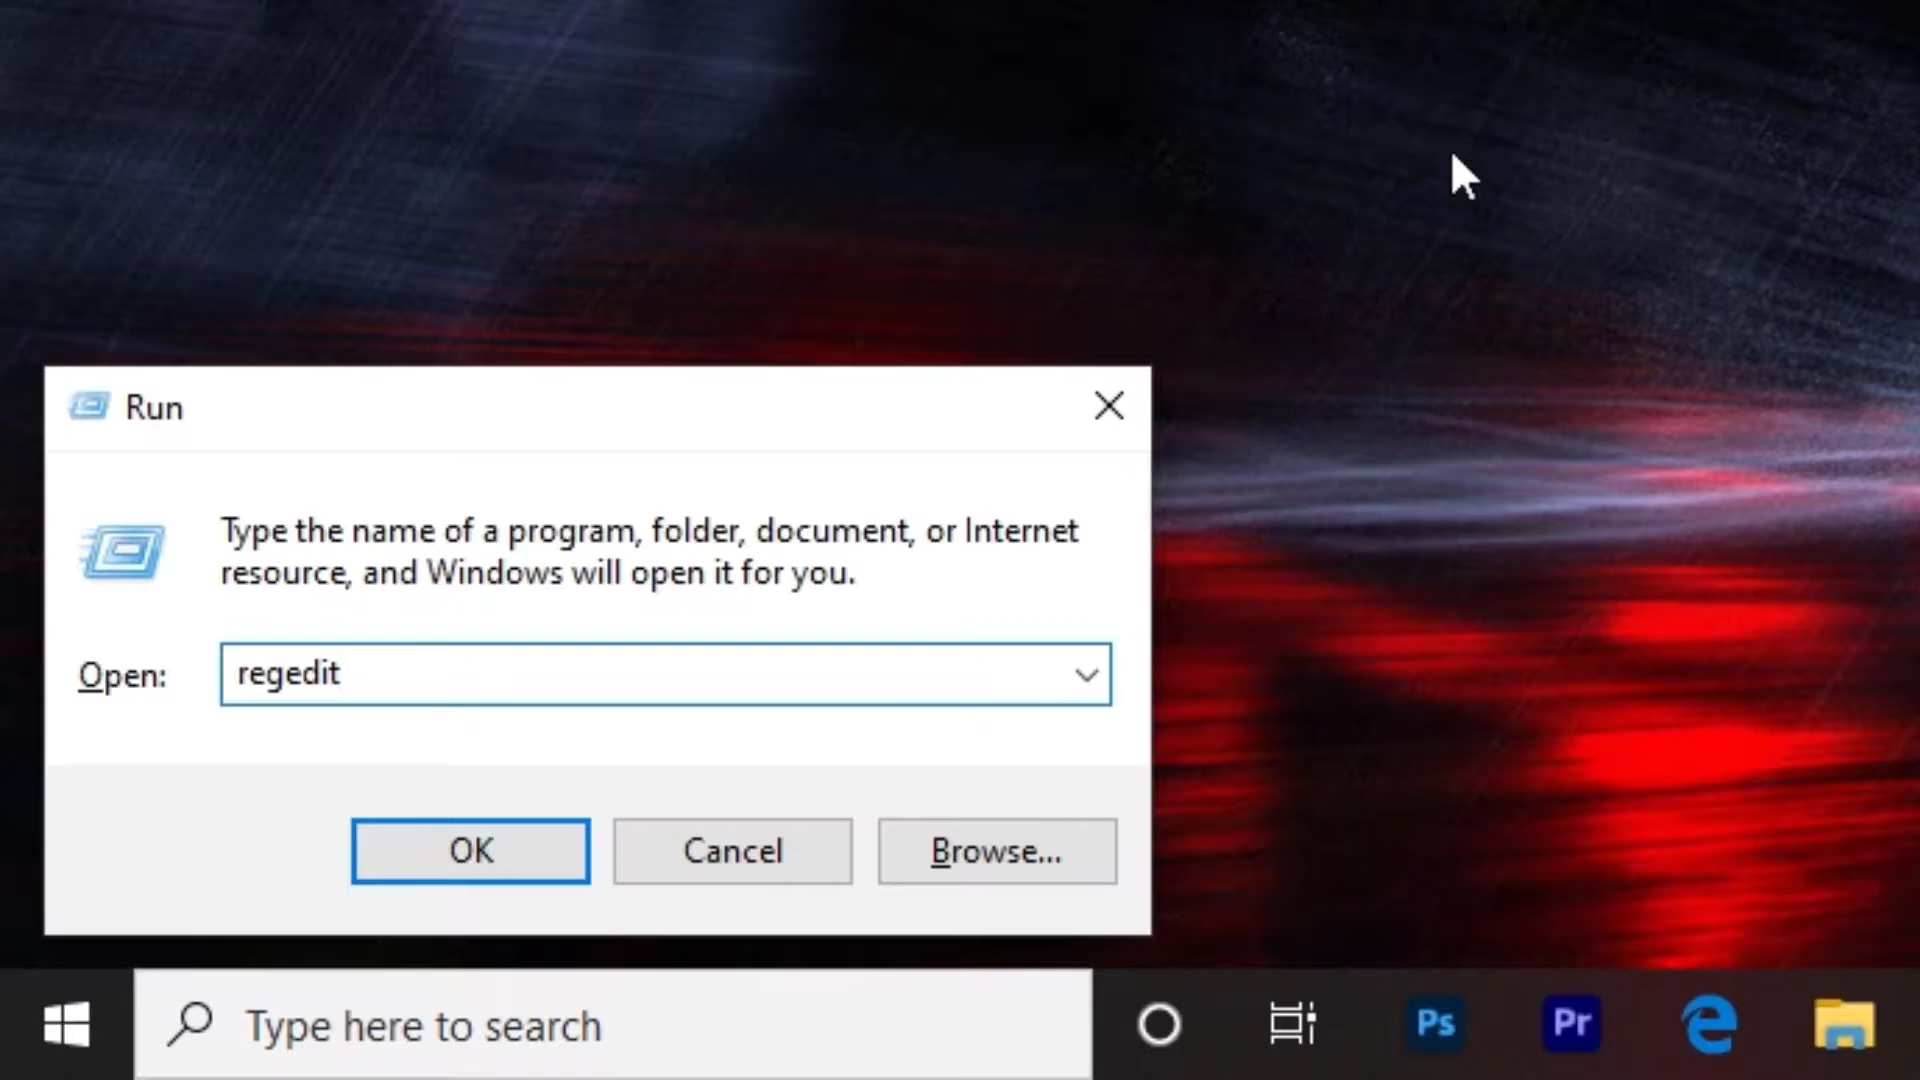 Run
Type the name of a program, folder, document, or Internet
resource, and Windows will open it for you.
Open:
regedit
OK
Cancel
Browse...
Type here to search
Ps
Pr